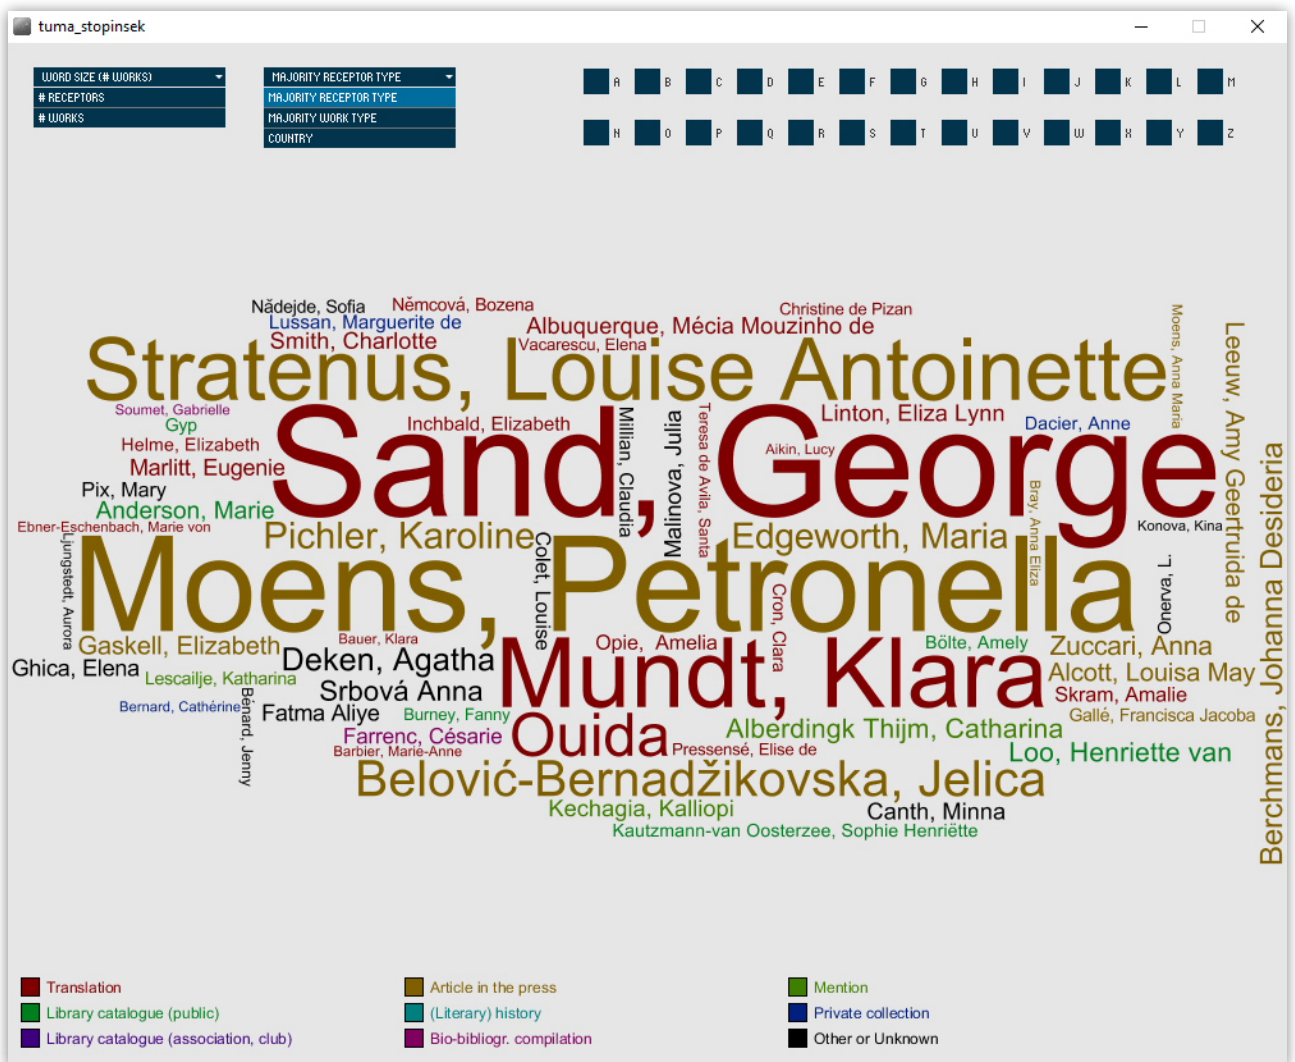 tuma_stopinsek
WORD SIZE (# WORKS)
# RECEPTORS
# WORKS
MAJORITY RECEPTOR TYPE
MAJORITY RECEPTOR TYPE
MAJORITY WORK TYPE
COUNTRY
A B C D E F G H I J K L M
N O P Q R S T U V W X Y Z
Nădejde, Sofia
Němcová, Bozena
Christine de Pizan
Lussan, Marguerite de
Albuquerque, Mécia Mouzinho de
Smith, Charlotte
Vacarescu, Elena
Moens, Anna Maria
Leeuw, Amy Geertruida de
Stratenus, Louise Antoinette
Soumet, Gabrielle
Gyp
Inchbald, Elizabeth
Millian, Claudia
Malinova, Julia
Teresa de Avila, Santa
Linton, Eliza Lynn
Dacier, Anne
Helme, Elizabeth
Aikin, Lucy
Marlitt, Eugenie
Sand, George
Pix, Mary
Bray, Anna Eliza
Anderson, Marie
Ebner-Eschenbach, Marie von
Konova, Kina
Pichler, Karoline
Edgeworth, Maria
Ljungstedt, Aurora
Colet, Louise
Onerva, L.
Moens, Petronella
Cron, Clara
Berchmans, Johanna Desideria
Gaskell, Elizabeth
Bauer, Klara
Opie, Amelia
Bölte, Amely
Zuccari, Anna
Ghica, Elena
Deken, Agatha
Mundt, Klara
Alcott, Louisa May
Lescailje, Katharina
Srbová Anna
Skram, Amalie
Bernard, Cathérine
Bénard, Jenny
Fatma Aliye
Burney, Fanny
Gallé, Francisca Jacoba
Farrenc, Césarie
Ouida
Alberdingk Thijm, Catharina
Barbier, Marie-Anne
Pressensé, Elise de
Loo, Henriette van
Belović-Bernadžikovska, Jelica
Kechagia, Kalliopi
Canth, Minna
Kautzmann-van Oosterzee, Sophie Henriëtte
Translation
Article in the press
Mention
Library catalogue (public)
(Literary) history
Private collection
Library catalogue (association, club)
Bio-bibliogr. compilation
Other or Unknown